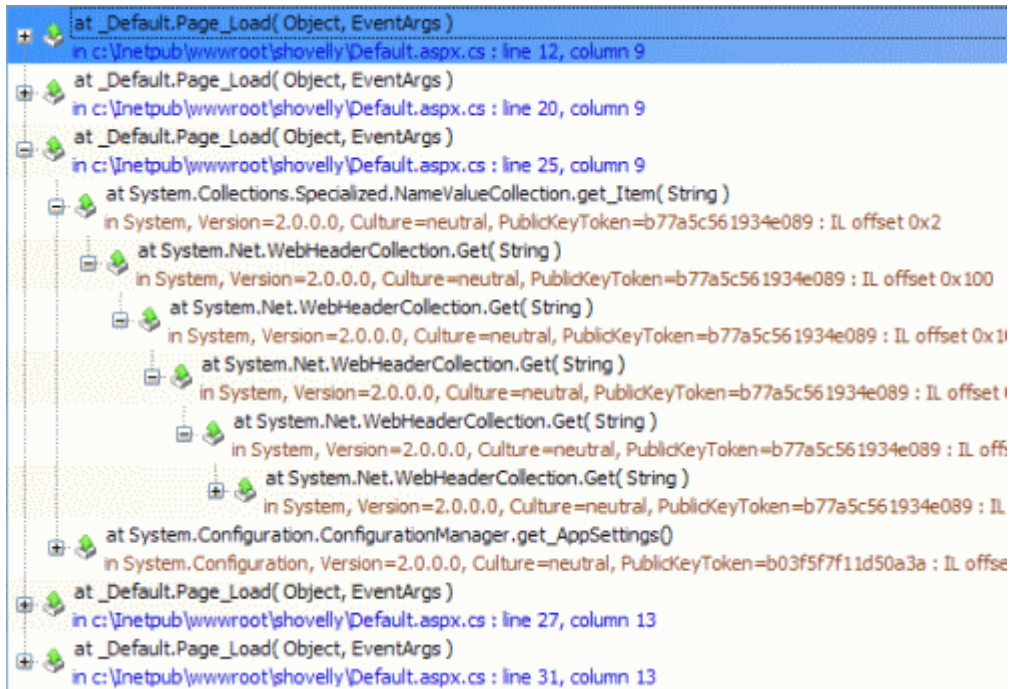 at _Default.Page_Load( Object, EventArgs )
in c:\Inetpub\wwwroot\shovelly\Default.aspx.cs : line 12, column 9
at _Default.Page_Load( Object, EventArgs )
in c:\Inetpub\wwwroot\shovelly\Default.aspx.cs : line 20, column 9
at _Default.Page_Load( Object, EventArgs )
in c:\Inetpub\wwwroot\shovelly\Default.aspx.cs : line 25, column 9
at System.Collections.Specialized.NameValueCollection.get_Item( String )
in System, Version=2.0.0.0, Culture=neutral, PublicKeyToken=b77a5c561934e089 : IL offset 0x2
at System.Net.WebHeaderCollection.Get( String )
in System, Version=2.0.0.0, Culture=neutral, PublicKeyToken=b77a5c561934e089 : IL offset 0x100
at System.Net.WebHeaderCollection.Get( String )
in System, Version=2.0.0.0, Culture=neutral, PublicKeyToken=b77a5c561934e089 : IL offset 0x1
at System.Net.WebHeaderCollection.Get( String )
in System, Version=2.0.0.0, Culture=neutral, PublicKeyToken=b77a5c561934e089 : IL offset
at System.Net.WebHeaderCollection.Get( String )
in System, Version=2.0.0.0, Culture=neutral, PublicKeyToken=b77a5c561934e089 : IL offs
at System.Net.WebHeaderCollection.Get( String )
in System, Version=2.0.0.0, Culture=neutral, PublicKeyToken=b77a5c561934e089 : IL
at System.Configuration.ConfigurationManager.get_AppSettings()
in System.Configuration, Version=2.0.0.0, Culture=neutral, PublicKeyToken=b03f5f7f11d50a3a : IL offse
at _Default.Page_Load( Object, EventArgs )
in c:\Inetpub\wwwroot\shovelly\Default.aspx.cs : line 27, column 13
at _Default.Page_Load( Object, EventArgs )
in c:\Inetpub\wwwroot\shovelly\Default.aspx.cs : line 31, column 13